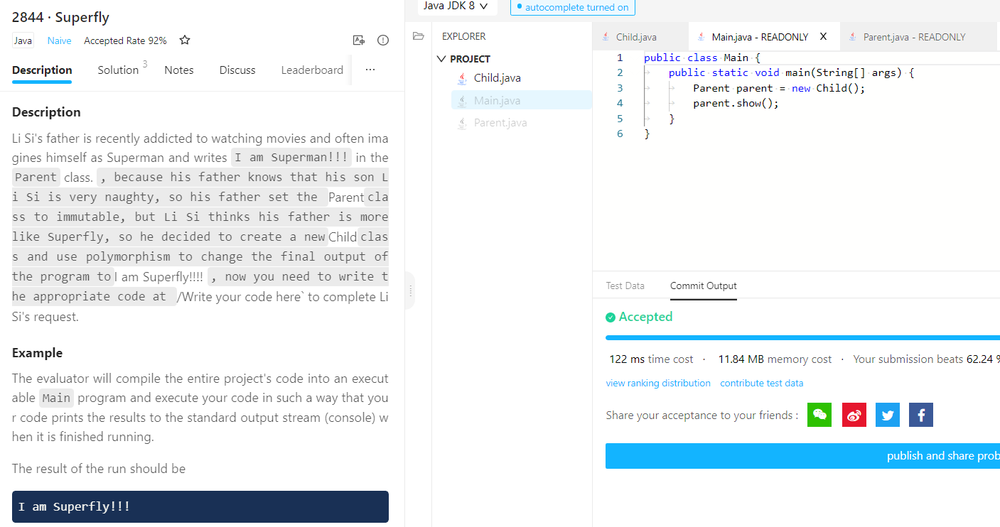 2844 · Superfly
Java Naive Accepted Rate 92%
Description Solution 3 Notes Discuss Leaderboard ...
Description
Li Si's father is recently addicted to watching movies and often ima
gines himself as Superman and writes I am Superman!!! in the
Parent class. , because his father knows that his son L
i Si is very naughty, so his father set the Parent cla
ss to immutable, but Li Si thinks his father is more
like Superfly, so he decided to create a new Child clas
s and use polymorphism to change the final output of
the program to I am Superfly!!!! , now you need to write t
he appropriate code at /Write your code here` to complete Li
Si's request.
Example
The evaluator will compile the entire project's code into an execut
able Main program and execute your code in such a way that you
r code prints the results to the standard output stream (console) w
hen it is finished running.
The result of the run should be
I am Superfly!!!
Java JDK 8 autocomplete turned on
EXPLORER
PROJECT
Child.java
Main.java
Parent.java
Child.java Main.java - READONLY X Parent.java - READONLY
1 public class Main {
2 public static void main(String[] args) {
3 Parent parent = new Child();
4 parent.show();
5 }
6 }
Test Data Commit Output
Accepted
122 ms time cost · 11.84 MB memory cost · Your submission beats 62.24 %
view ranking distribution contribute test data
Share your acceptance to your friends :
publish and share prob